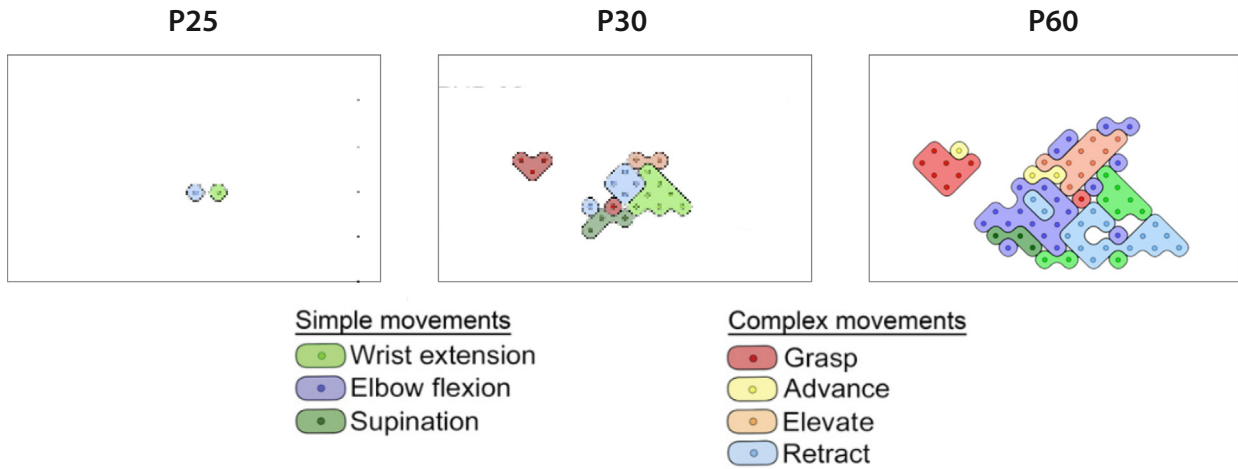 P25 P30 P60
Simple movements
Wrist extension
Elbow flexion
Supination
Complex movements
Grasp
Advance
Elevate
Retract